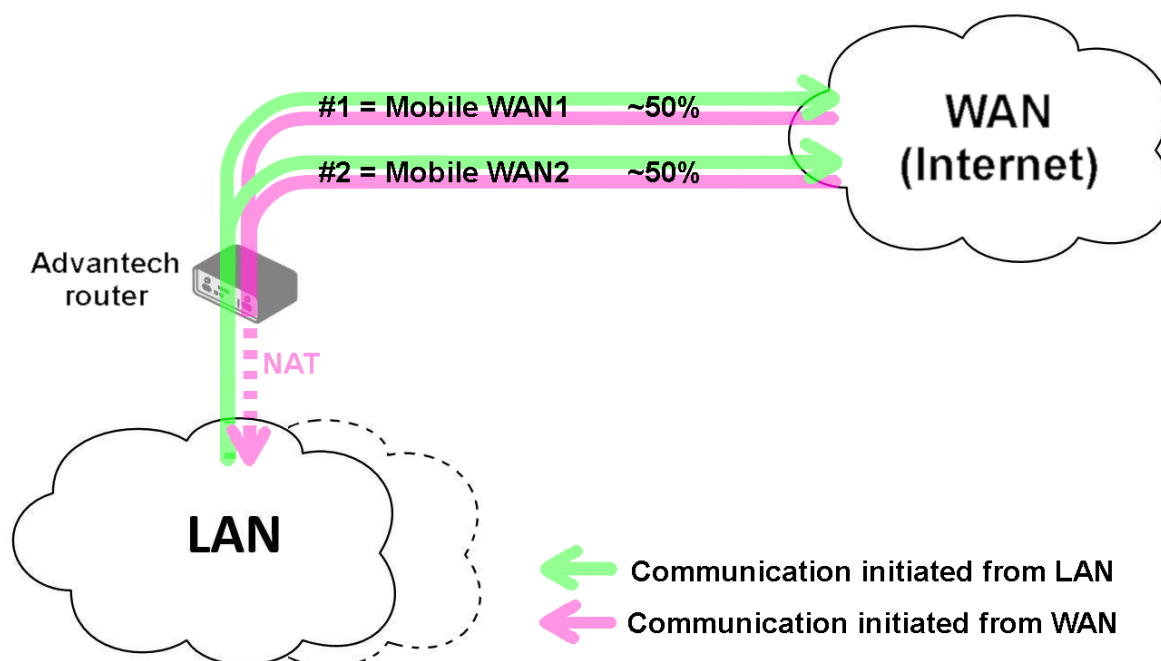 #1 = Mobile WAN1 ~50%
WAN
(Internet)
#2 = Mobile WAN2 ~50%
Advantech
router
NAT
LAN
Communication initiated from LAN
Communication initiated from WAN